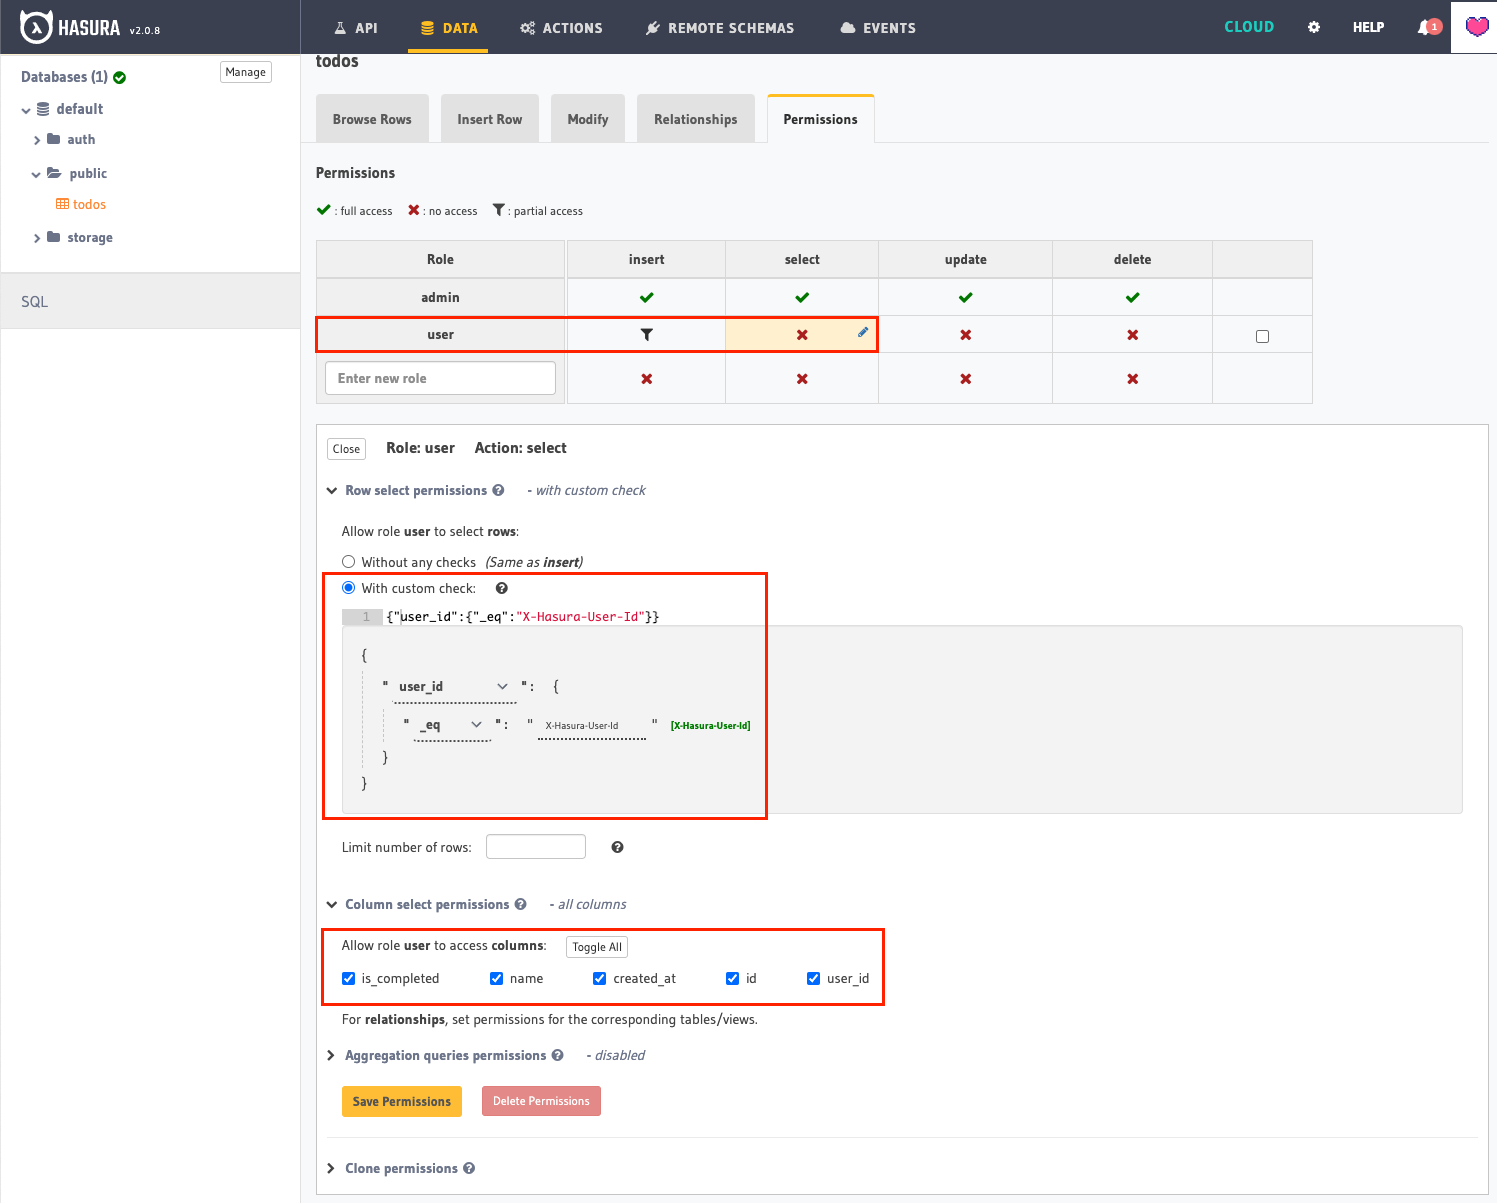 HASURA v2.0.8
API
DATA
ACTIONS
REMOTE SCHEMAS
EVENTS
CLOUD
HELP
1
Databases (1)
Manage
default
auth
public
todos
storage
SQL
todos
Browse Rows
Insert Row
Modify
Relationships
Permissions
Permissions
: full access : no access : partial access
Role insert select update delete
admin
user
Enter new role
Close Role: user Action: select
Row select permissions - with custom check
Allow role user to select rows:
Without any checks (Same as insert)
With custom check:
1 {"user_id":{"_eq":"X-Hasura-User-Id"}}
{
" user_id ": {
" _eq ": " X-Hasura-User-Id " [X-Hasura-User-Id]
}
}
Limit number of rows:
Column select permissions - all columns
Allow role user to access columns: Toggle All
is_completed name created_at id user_id
For relationships, set permissions for the corresponding tables/views.
Aggregation queries permissions - disabled
Save Permissions Delete Permissions
Clone permissions